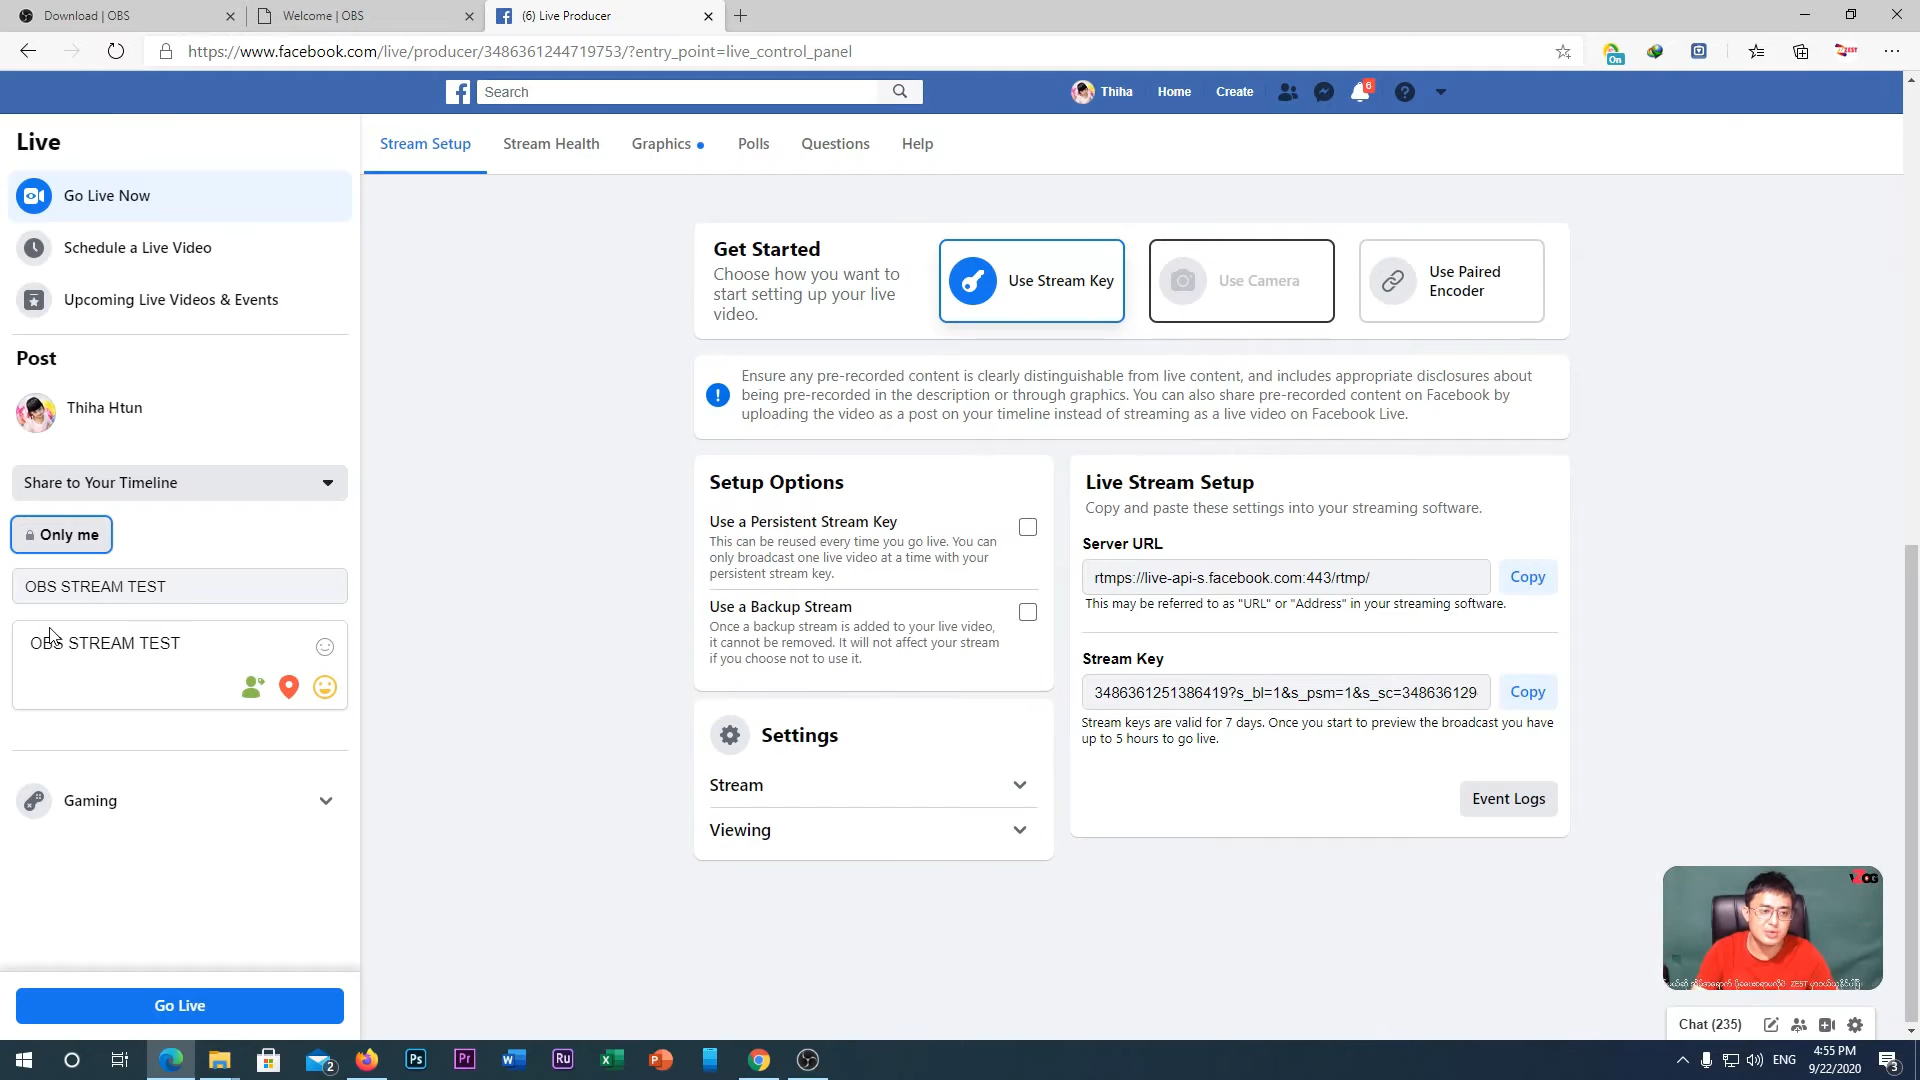 Download | OBS
Welcome | OBS
(6) Live Producer
https://www.facebook.com/live/producer/3486361244719753/?entry_point=live_control_panel
On
ZEST
Search
Thiha
Home
Create
6
Live
Go Live Now
Schedule a Live Video
Upcoming Live Videos & Events
Post
Thiha Htun
Share to Your Timeline
Only me
OBS STREAM TEST
OBS STREAM TEST
Gaming
Go Live
Stream Setup
Stream Health
Graphics
Polls
Questions
Help
Get Started
Choose how you want to
start setting up your live
video.
Use Stream Key
Use Camera
Use Paired
Encoder
Ensure any pre-recorded content is clearly distinguishable from live content, and includes appropriate disclosures about
being pre-recorded in the description or through graphics. You can also share pre-recorded content on Facebook by
uploading the video as a post on your timeline instead of streaming as a live video on Facebook Live.
Setup Options
Use a Persistent Stream Key
This can be reused every time you go live. You can
only broadcast one live video at a time with your
persistent stream key.
Use a Backup Stream
Once a backup stream is added to your live video,
it cannot be removed. It will not affect your stream
if you choose not to use it.
Settings
Stream
Viewing
Live Stream Setup
Copy and paste these settings into your streaming software.
Server URL
rtmps://live-api-s.facebook.com:443/rtmp/
Copy
This may be referred to as "URL" or "Address" in your streaming software.
Stream Key
3486361251386419?s_bl=1&s_psm=1&s_sc=348636129
Copy
Stream keys are valid for 7 days. Once you start to preview the broadcast you have
up to 5 hours to go live.
Event Logs
ZEST
Chat (235)
2
Ps
Pr
Ru
ENG
4:55 PM
9/22/2020
3